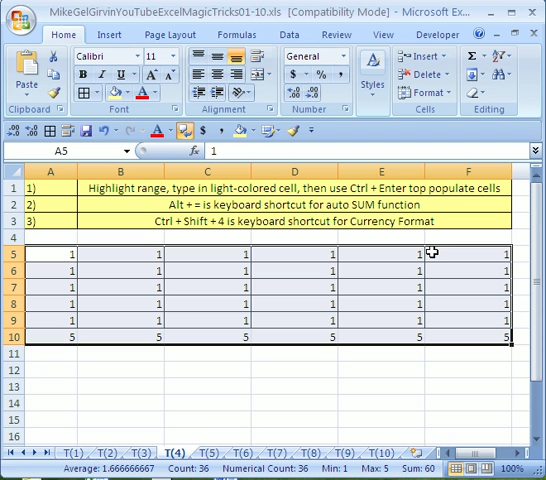 MikeGelGirvinYouTubeExcelMagicTricks01-10.xls [Compatibility Mode] - Microsoft Ex...
Home Insert Page Layout Formulas Data Review View Developer
Paste
Clipboard
Calibri 11
B I U A A
Font
Alignment
General
$ % ,
Number
Styles
Insert
Delete
Format
Cells
Σ
Editing
A5 fx 1
A B C D E F
1 1) Highlight range, type in light-colored cell, then use Ctrl + Enter top populate cells
2 2) Alt + = is keyboard shortcut for auto SUM function
3 3) Ctrl + Shift + 4 is keyboard shortcut for Currency Format
4
5 1 1 1 1 1 1
6 1 1 1 1 1 1
7 1 1 1 1 1 1
8 1 1 1 1 1 1
9 1 1 1 1 1 1
10 5 5 5 5 5 5
11
12
13
14
15
16
T(1) T(2) T(3) T(4) T(5) T(6) T(7) T(8) T(9) T(10)
Average: 1.666666667 Count: 36 Numerical Count: 36 Min: 1 Max: 5 Sum: 60 100%